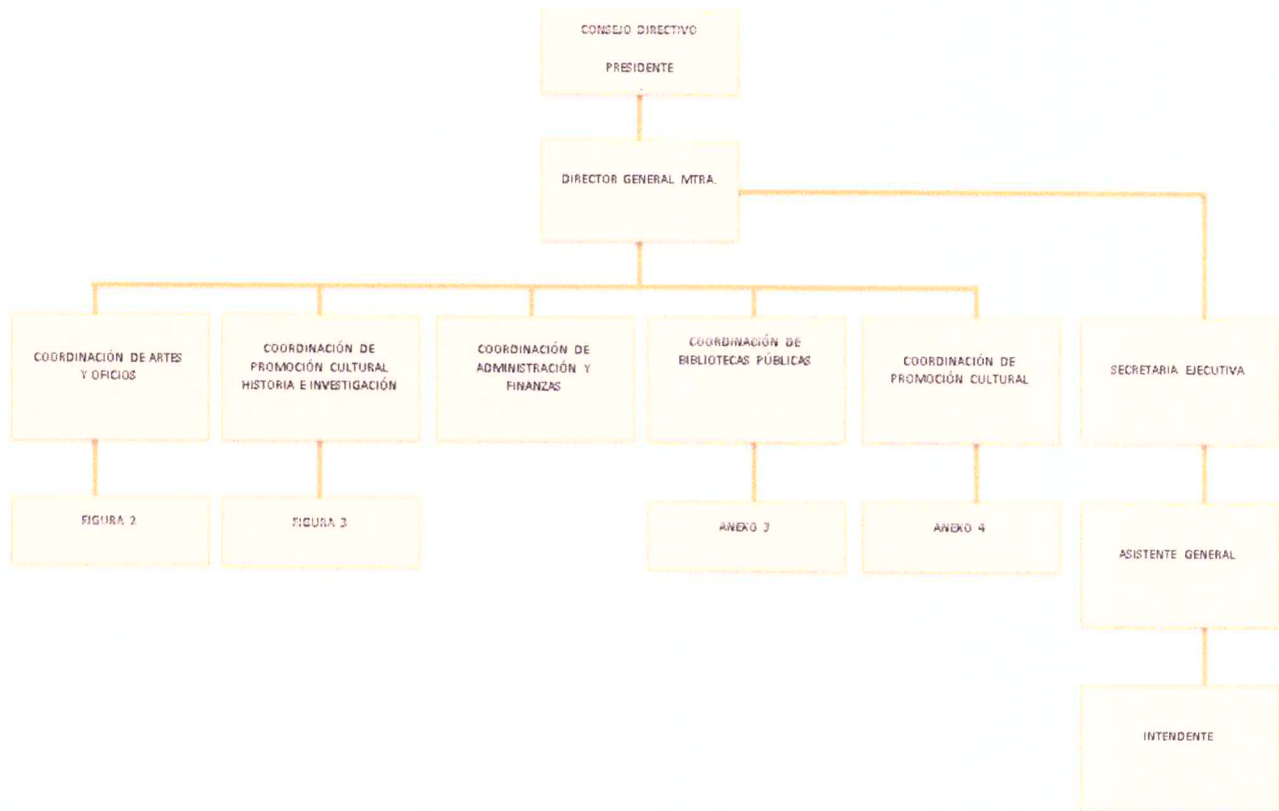 CONSEJO DIRECTIVO
PRESIDENTE
DIRECTOR GENERAL MTRA.
COORDINACIÓN DE ARTES
Y OFICIOS
COORDINACIÓN DE
PROMOCIÓN CULTURAL
HISTORIA E INVESTIGACIÓN
COORDINACIÓN DE
ADMINISTRACIÓN Y
FINANZAS
COORDINACIÓN DE
BIBLIOTECAS PÚBLICAS
COORDINACIÓN DE
PROMOCIÓN CULTURAL
SECRETARIA EJECUTIVA
FIGURA 2
FIGURA 3
ANEXO 3
ANEXO 4
ASISTENTE GENERAL
INTENDENTE